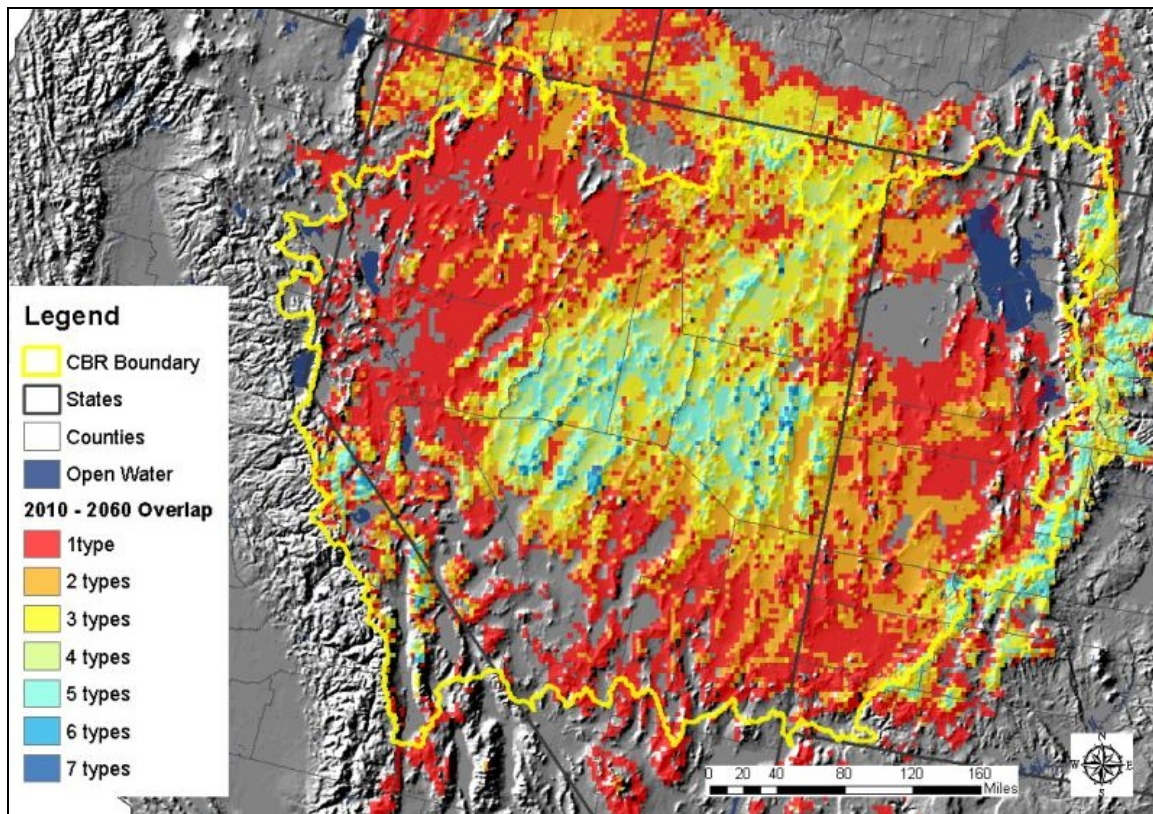 Legend
CBR Boundary
States
Counties
Open Water
2010 - 2060 Overlap
1type
2 types
3 types
4 types
5 types
6 types
7 types
0 20 40 80 120 160
Miles
N
W E
S